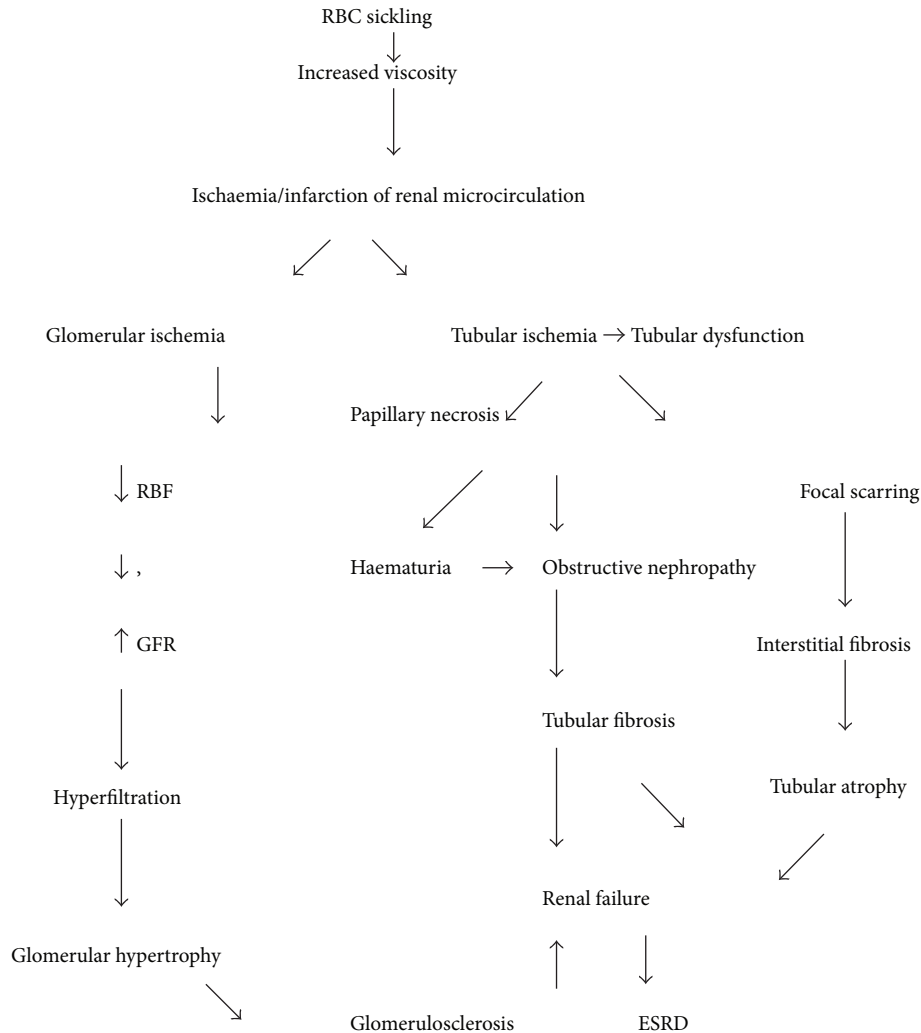 RBC sickling
Increased viscosity
Ischaemia/infarction of renal microcirculation
Glomerular ischemia
Tubular ischemia → Tubular dysfunction
Papillary necrosis
↓ RBF
Focal scarring
↓ ,
Haematuria → Obstructive nephropathy
↑ GFR
Interstitial fibrosis
Tubular fibrosis
Hyperfiltration
Tubular atrophy
Renal failure
Glomerular hypertrophy
Glomerulosclerosis
ESRD